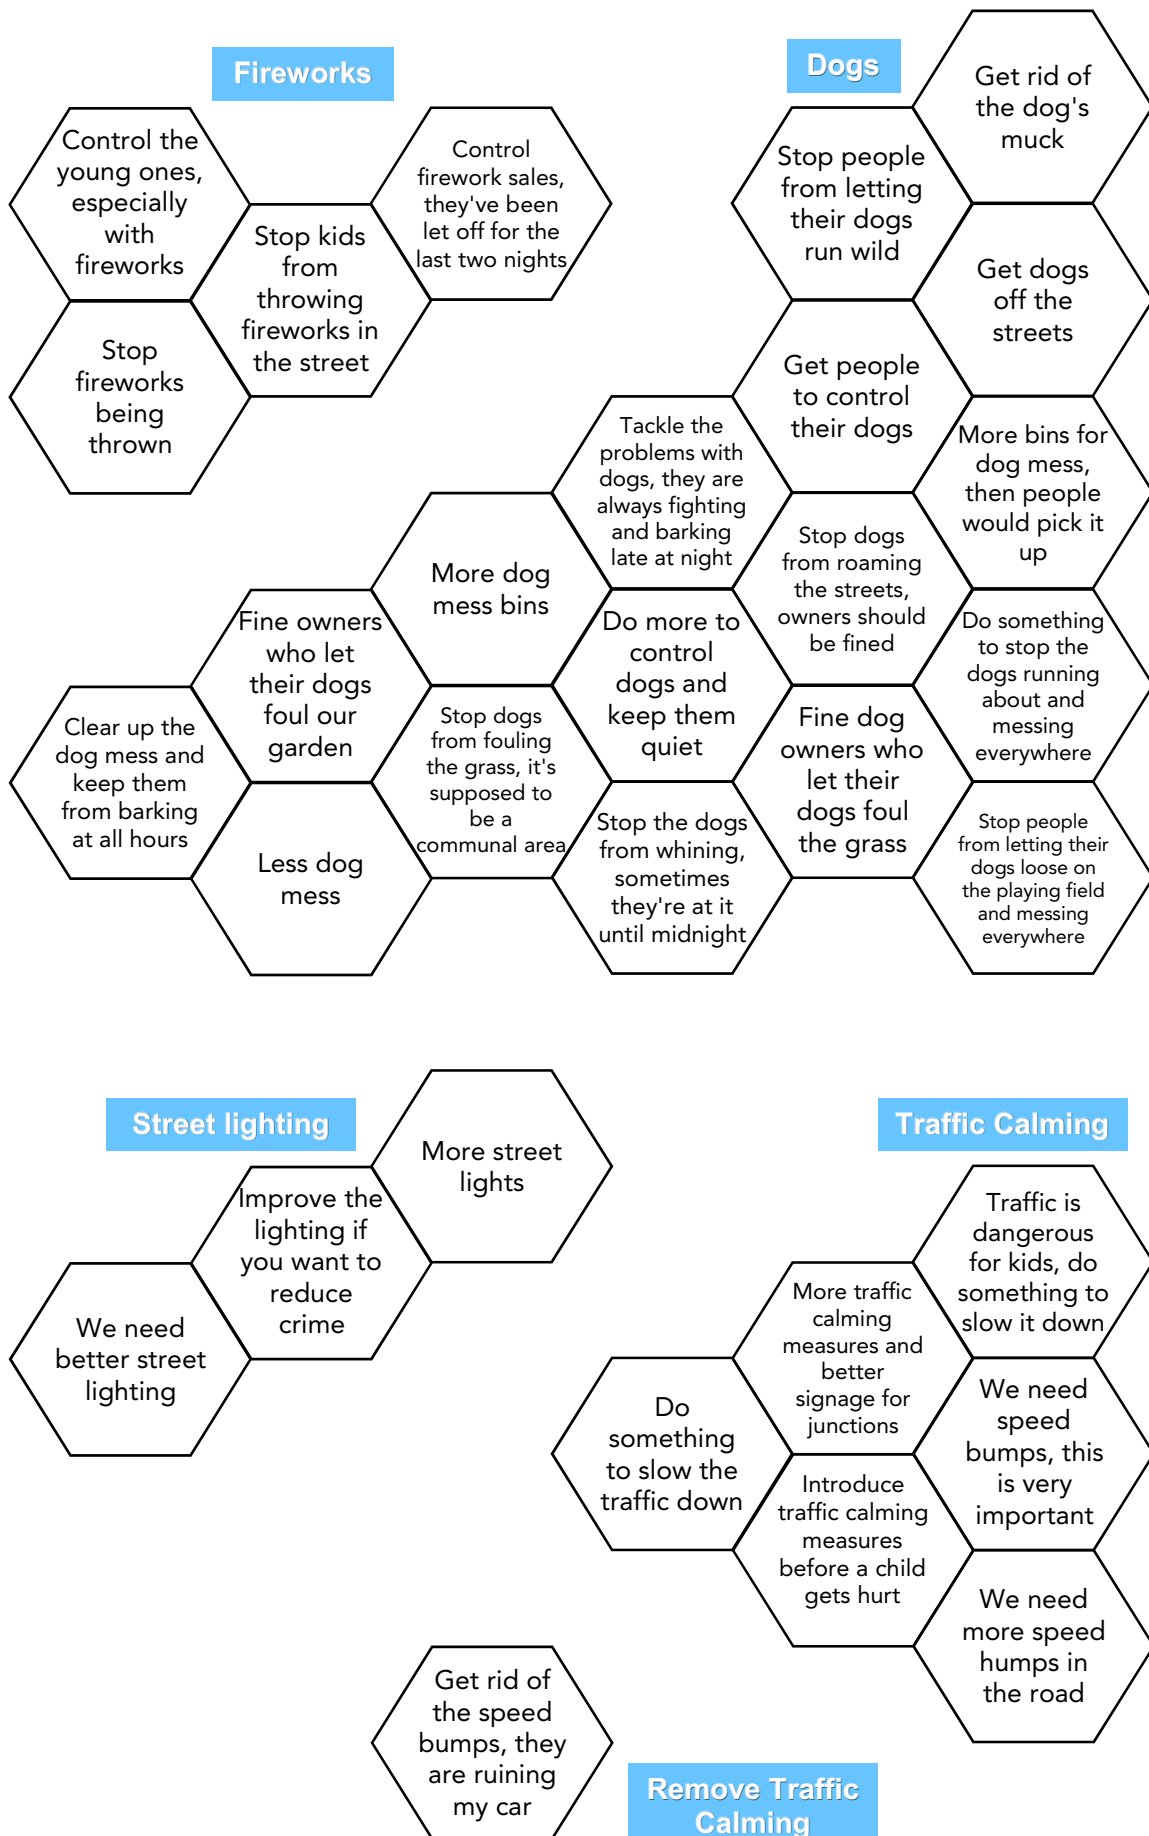 Fireworks
Control the
young ones,
especially
with
fireworks
Stop kids
from
throwing
fireworks in
the street
Control
firework sales,
they've been
let off for the
last two nights
Stop
fireworks
being
thrown
Dogs
Get rid of
the dog's
muck
Stop people
from letting
their dogs
run wild
Get dogs
off the
streets
Get people
to control
their dogs
Tackle the
problems with
dogs, they are
always fighting
and barking
late at night
More bins for
dog mess,
then people
would pick it
up
More dog
mess bins
Stop dogs
from roaming
the streets,
owners should
be fined
Fine owners
who let
their dogs
foul our
garden
Do more to
control
dogs and
keep them
quiet
Do something
to stop the
dogs running
about and
messing
everywhere
Clear up the
dog mess and
keep them
from barking
at all hours
Stop dogs
from fouling
the grass, it's
supposed to
be a
communal area
Fine dog
owners who
let their
dogs foul
the grass
Less dog
mess
Stop the dogs
from whining,
sometimes
they're at it
until midnight
Stop people
from letting their
dogs loose on
the playing field
and messing
everywhere
Street lighting
More street
lights
Improve the
lighting if
you want to
reduce
crime
We need
better street
lighting
Traffic Calming
Traffic is
dangerous
for kids, do
something to
slow it down
More traffic
calming
measures and
better
signage for
junctions
Do
something
to slow the
traffic down
We need
speed
bumps, this
is very
important
Introduce
traffic calming
measures
before a child
gets hurt
We need
more speed
humps in
the road
Get rid of
the speed
bumps, they
are ruining
my car
Remove Traffic
Calming